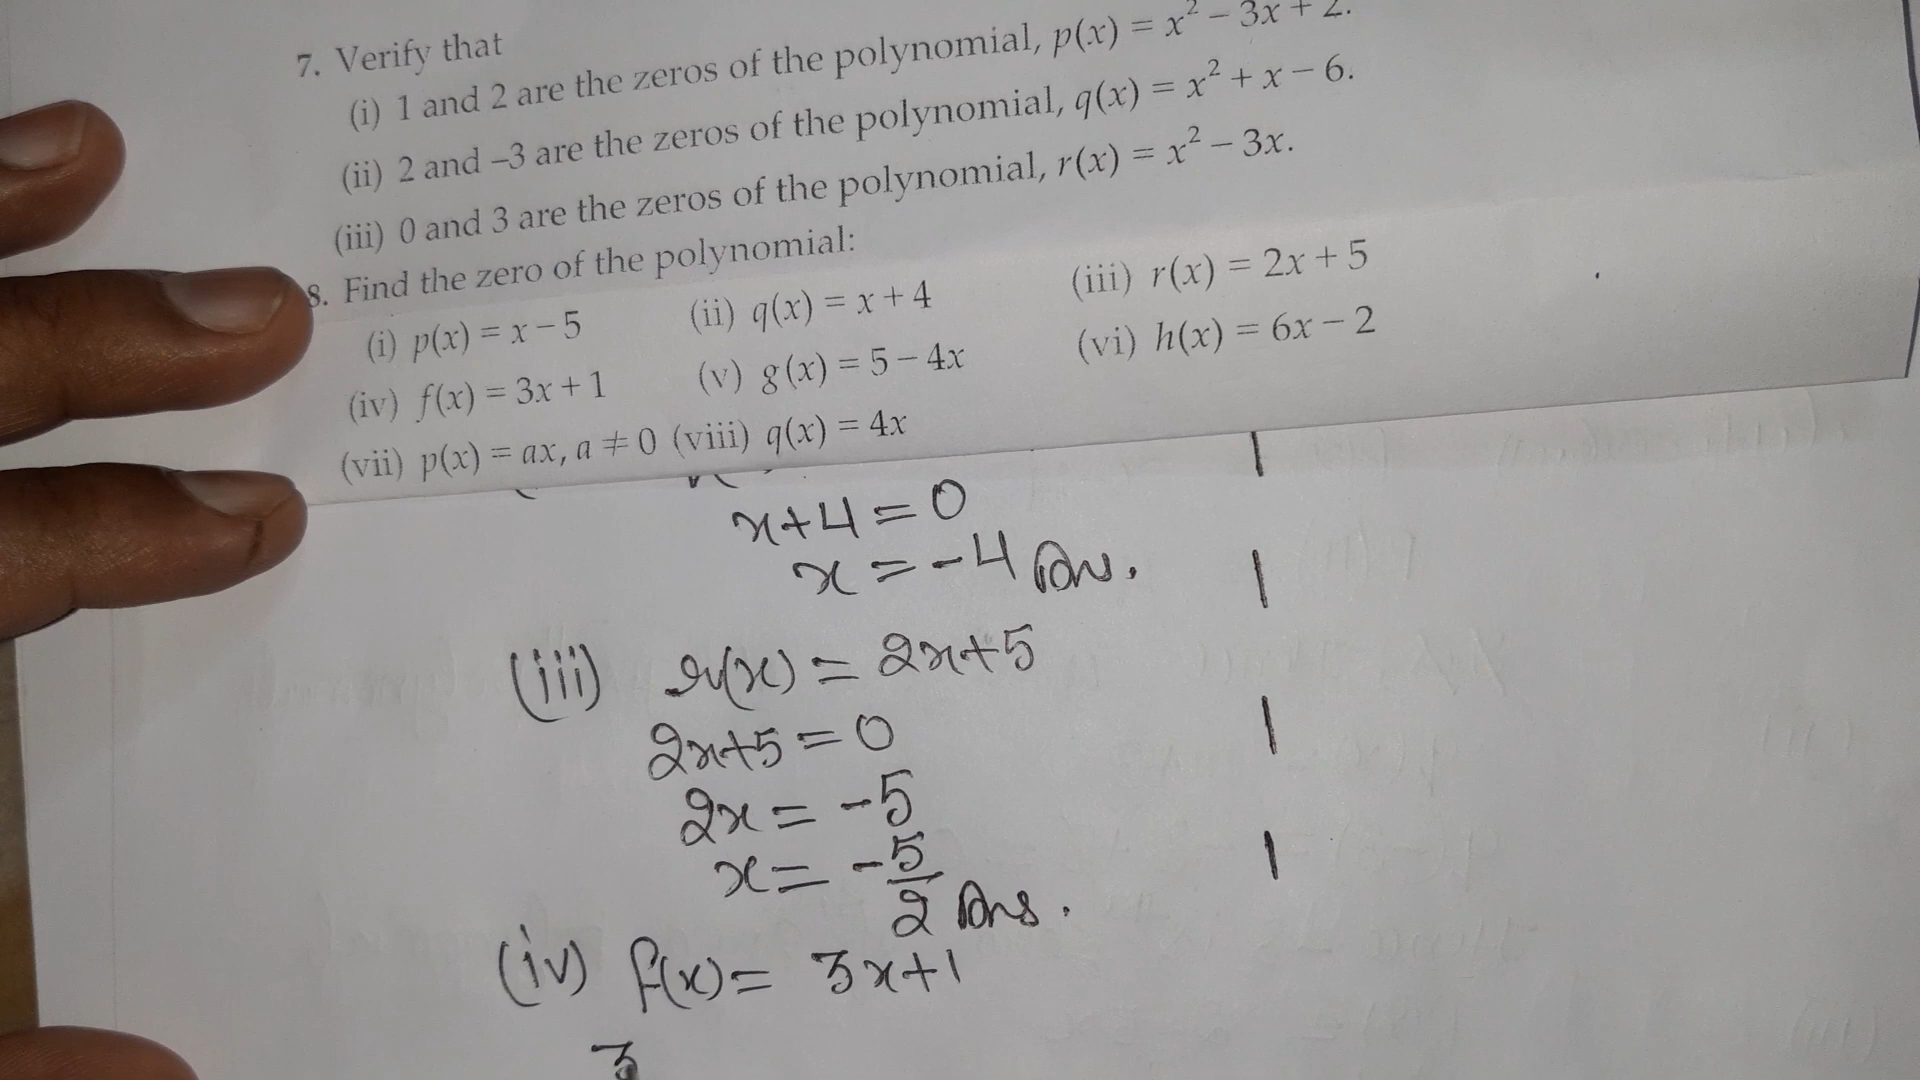 7. Verify that
(i) 1 and 2 are the zeros of the polynomial, p(x) = x² – 3x + 2.
(ii) 2 and –3 are the zeros of the polynomial, q(x) = x² + x – 6.
(iii) 0 and 3 are the zeros of the polynomial, r(x) = x² – 3x.
8. Find the zero of the polynomial:
(i) p(x) = x – 5 (ii) q(x) = x + 4 (iii) r(x) = 2x + 5
(iv) f(x) = 3x + 1 (v) g(x) = 5 – 4x (vi) h(x) = 6x – 2
(vii) p(x) = ax, a ≠ 0 (viii) q(x) = 4x
x+4=0
x=-4 Ans.
(iii) r(x) = 2x+5
2x+5=0
2x=-5
x=-5/2 Ans.
(iv) f(x)= 3x+1
3